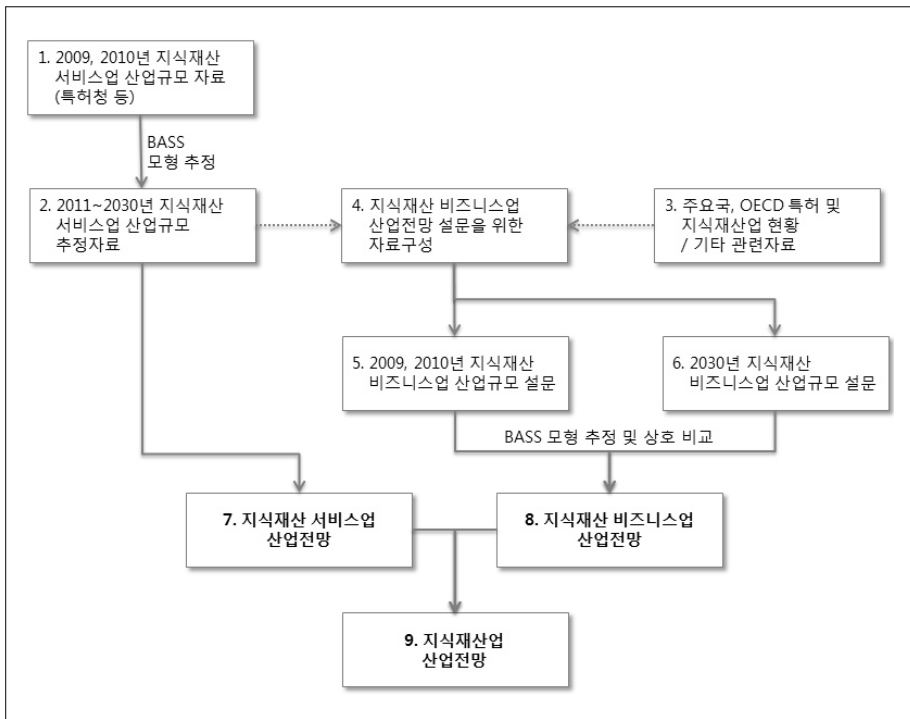 1. 2009, 2010년 지식재산
서비스업 산업규모 자료
(특허청 등)
BASS
모형 추정
2. 2011~2030년 지식재산
서비스업 산업규모
추정자료
4. 지식재산 비즈니스업
산업전망 설문을 위한
자료구성
3. 주요국, OECD 특허 및
지식재산업 현황
/ 기타 관련자료
5. 2009, 2010년 지식재산
비즈니스업 산업규모 설문
6. 2030년 지식재산
비즈니스업 산업규모 설문
BASS 모형 추정 및 상호 비교
7. 지식재산 서비스업
산업전망
8. 지식재산 비즈니스업
산업전망
9. 지식재산업
산업전망